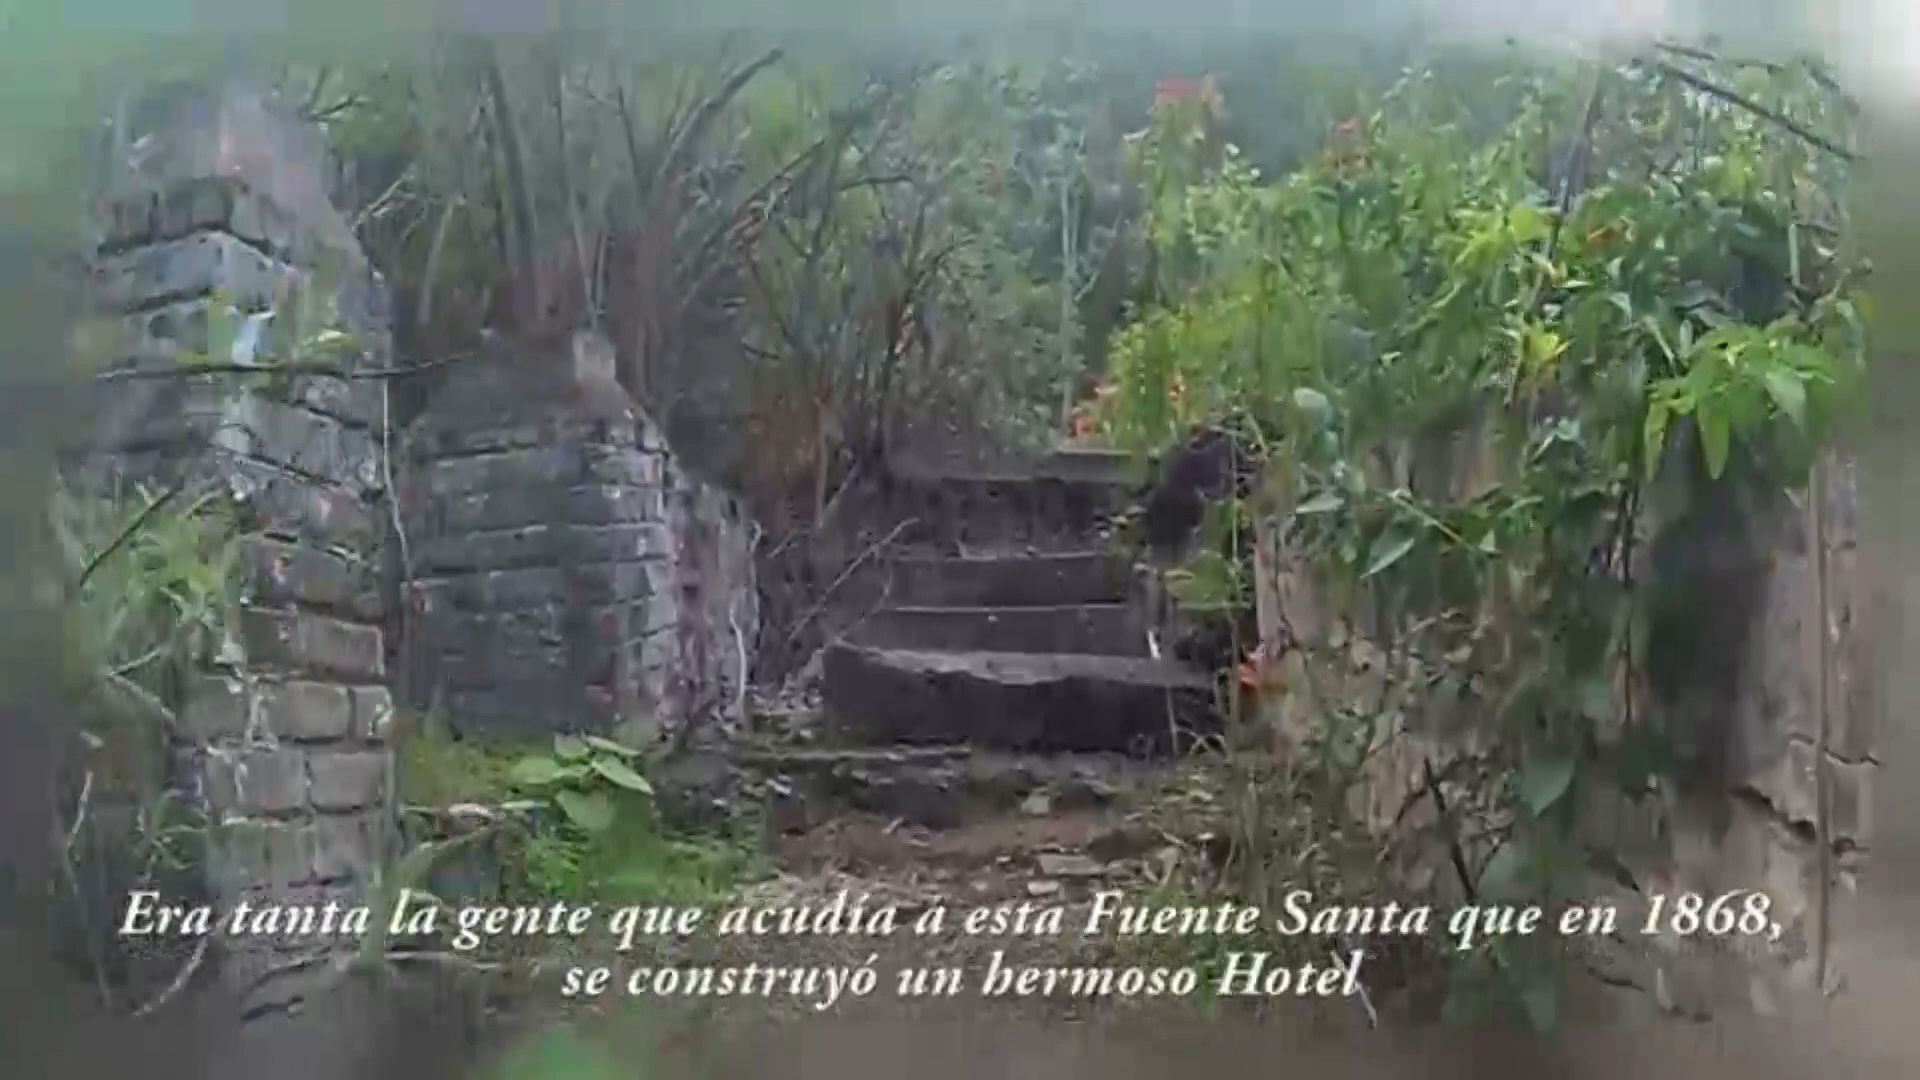 Era tanta la gente que acudía á esta Fuente Santa que en 1868,
se construyó un hermoso Hotel